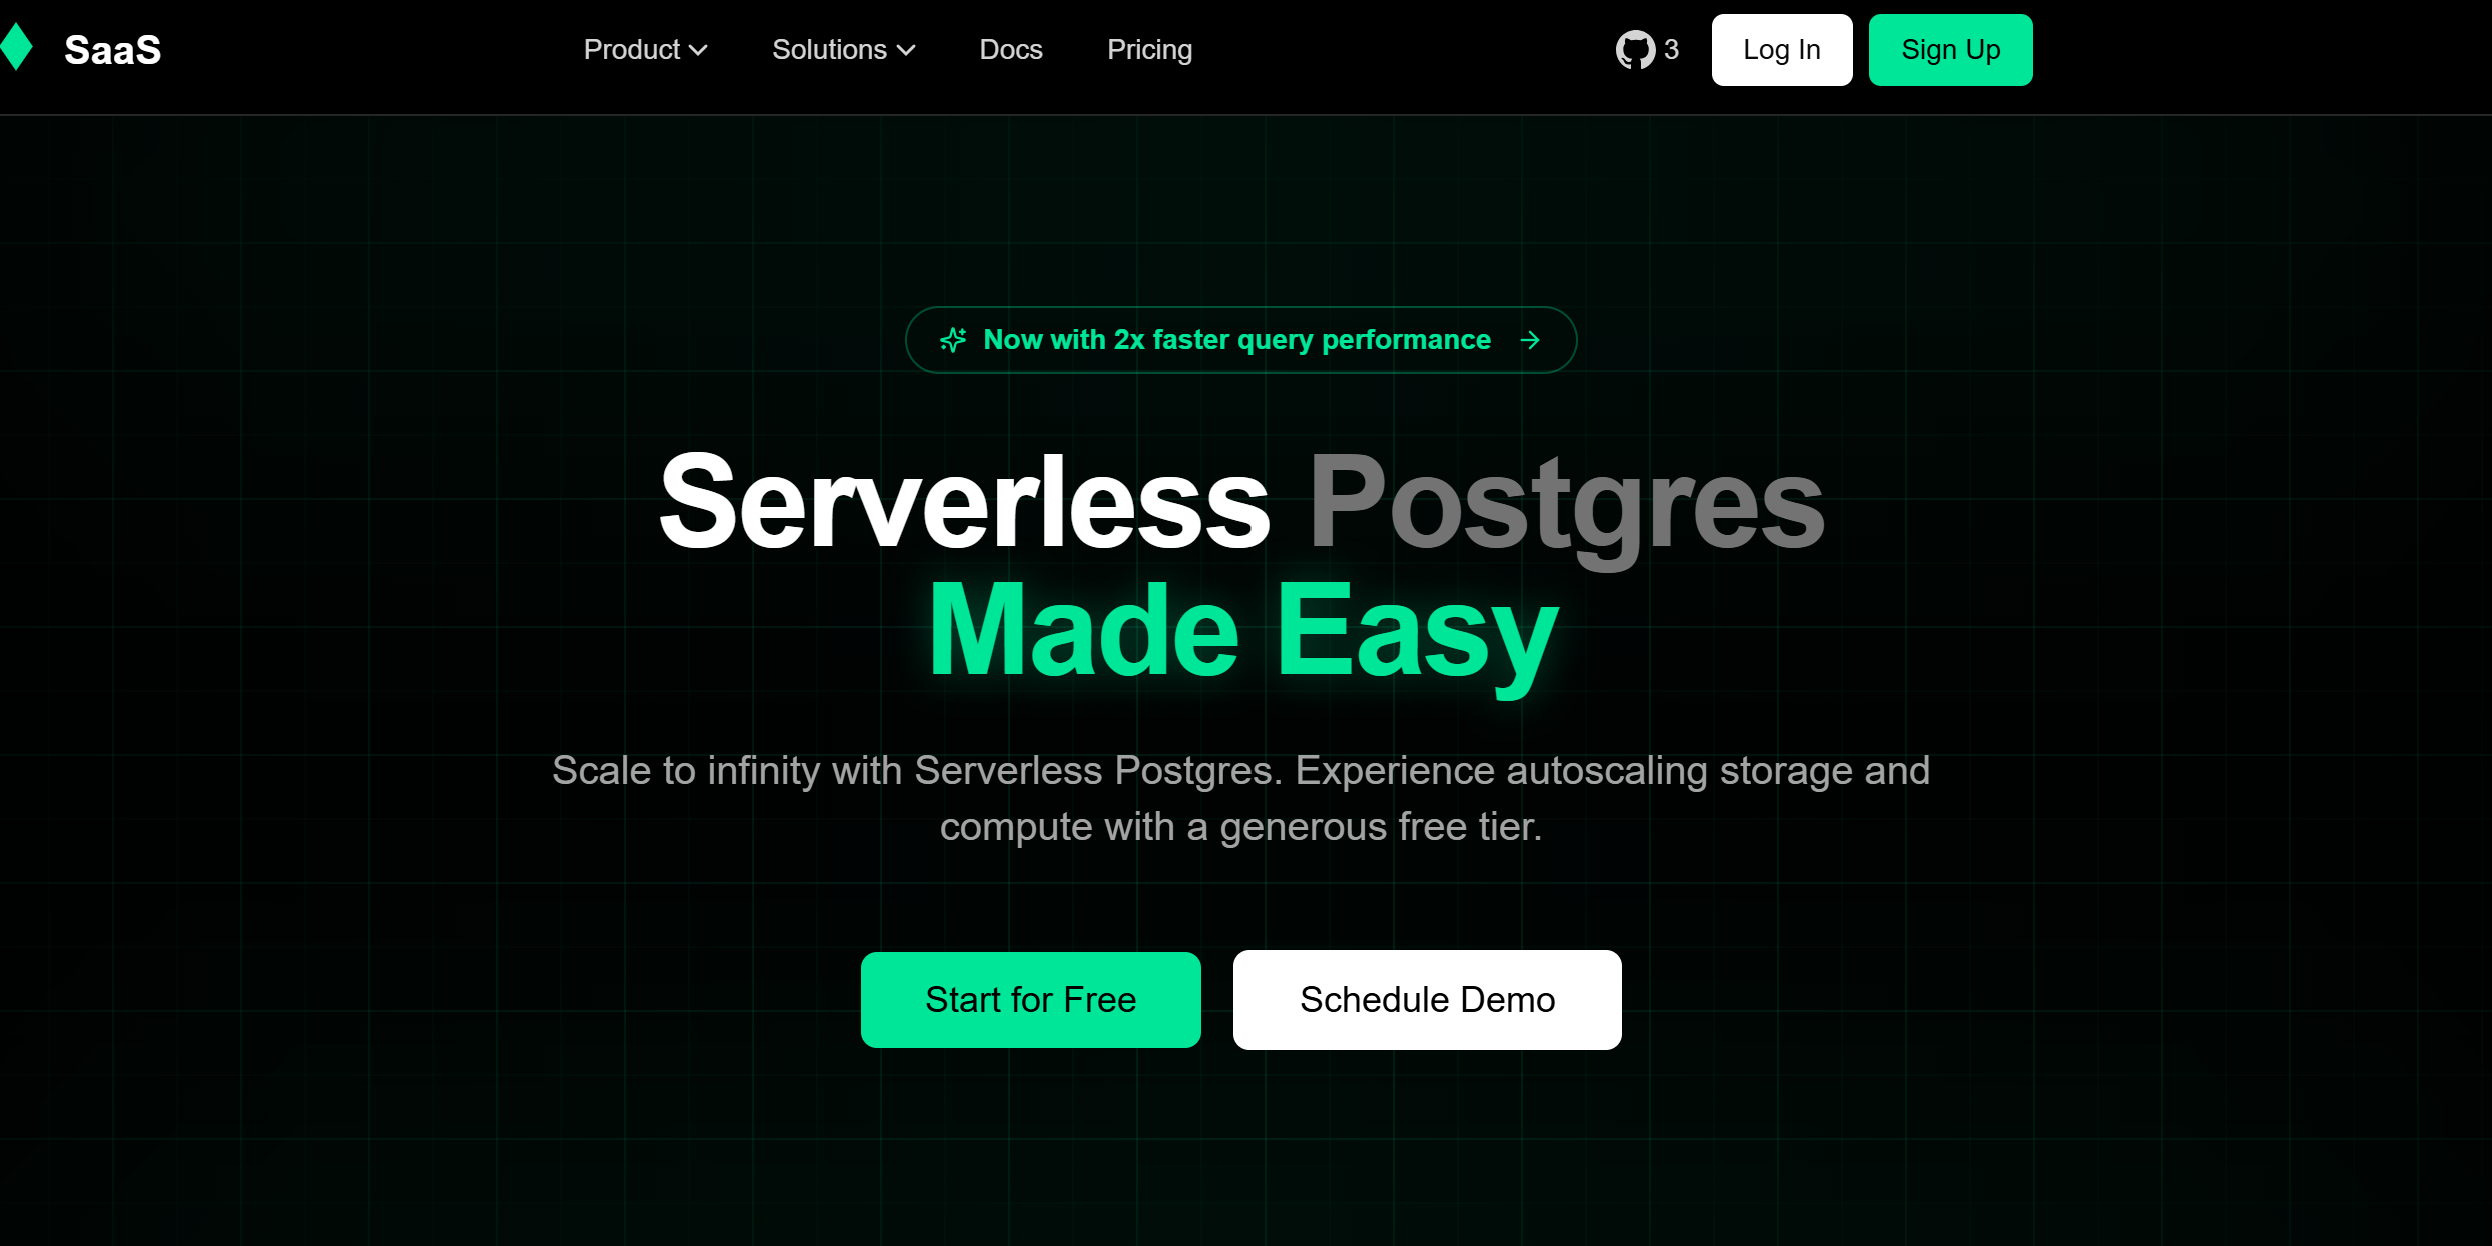 SaaS
Product
Solutions
Docs
Pricing
3
Log In
Sign Up
Now with 2x faster query performance
Serverless Postgres
Made Easy
Scale to infinity with Serverless Postgres. Experience autoscaling storage and
compute with a generous free tier.
Start for Free
Schedule Demo